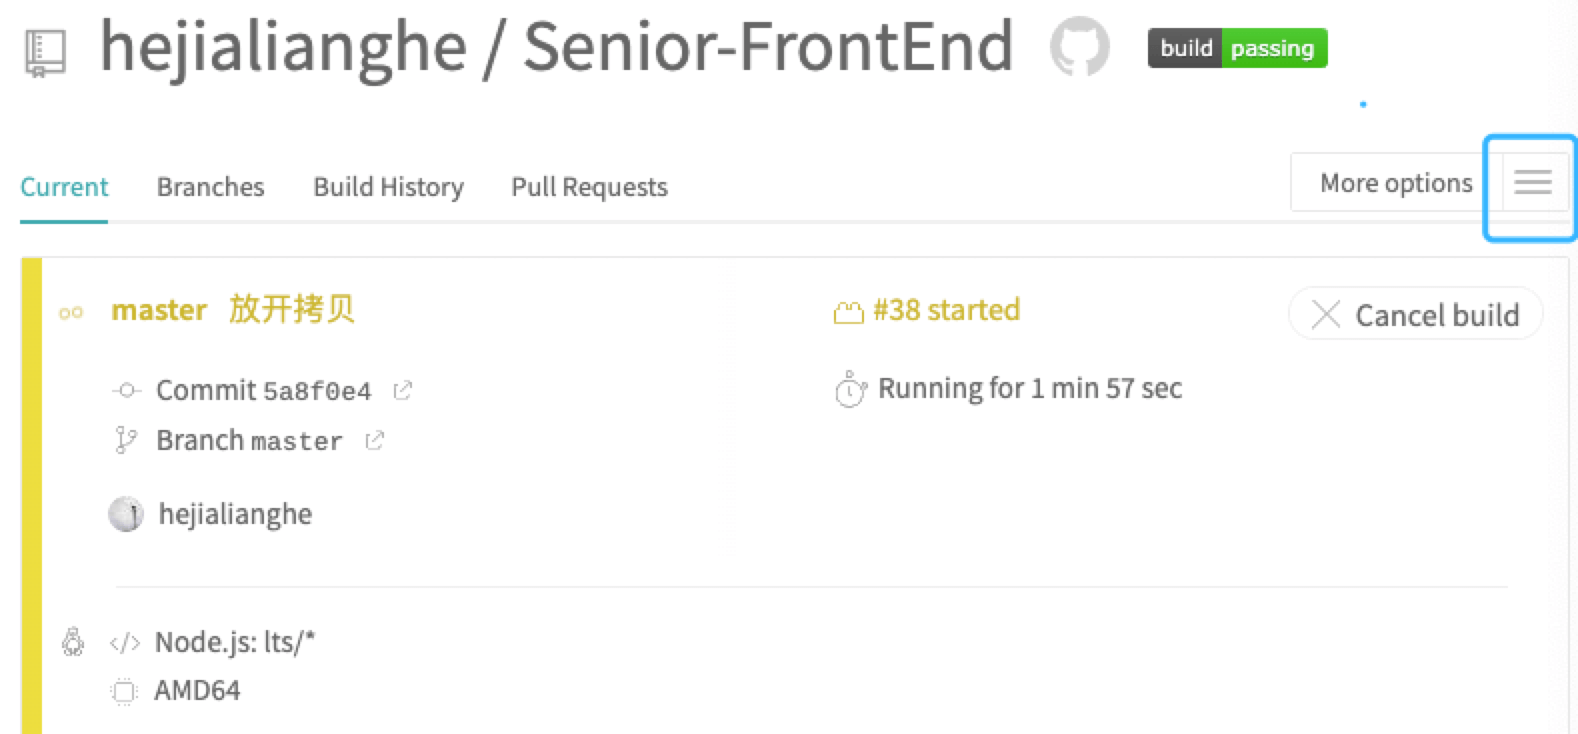 hejialianghe / Senior-FrontEnd
build passing
Current Branches Build History Pull Requests More options
master 放开拷贝
#38 started
Cancel build
Commit 5a8f0e4
Running for 1 min 57 sec
Branch master
hejialianghe
</> Node.js: lts/*
AMD64